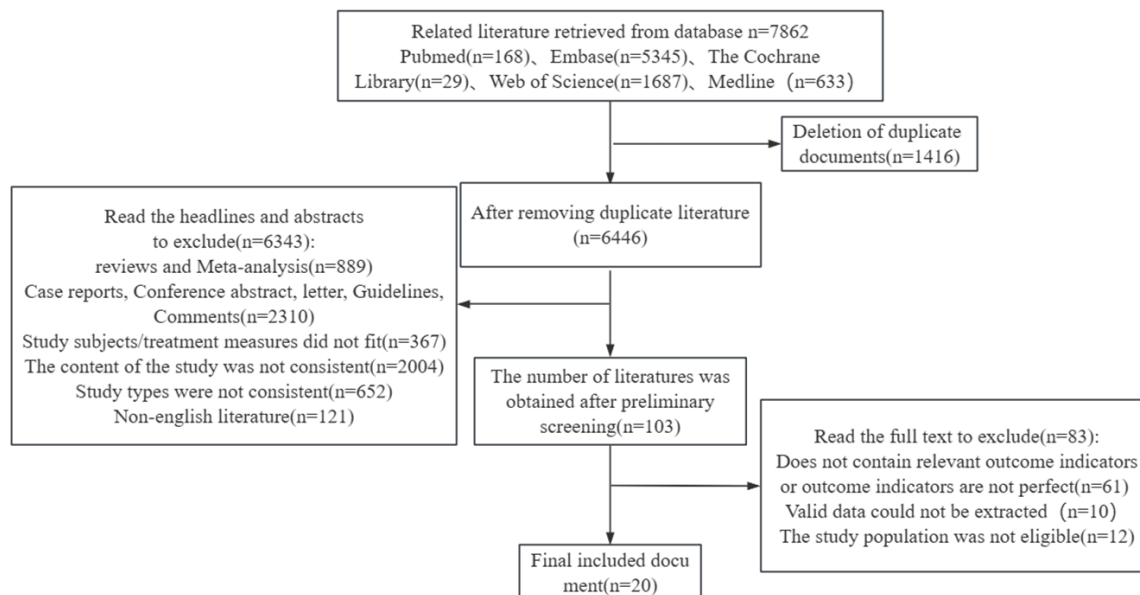 Related literature retrieved from database n=7862
Pubmed(n=168)、Embase(n=5345)、The Cochrane
Library(n=29)、Web of Science(n=1687)、Medline（n=633）
Deletion of duplicate
documents(n=1416)
After removing duplicate literature
(n=6446)
Read the headlines and abstracts
to exclude(n=6343):
reviews and Meta-analysis(n=889)
Case reports, Conference abstract, letter, Guidelines,
Comments(n=2310)
Study subjects/treatment measures did not fit(n=367)
The content of the study was not consistent(n=2004)
Study types were not consistent(n=652)
Non-english literature(n=121)
The number of literatures was
obtained after preliminary
screening(n=103)
Read the full text to exclude(n=83):
Does not contain relevant outcome indicators
or outcome indicators are not perfect(n=61)
Valid data could not be extracted（n=10）
The study population was not eligible(n=12)
Final included docu
ment(n=20)